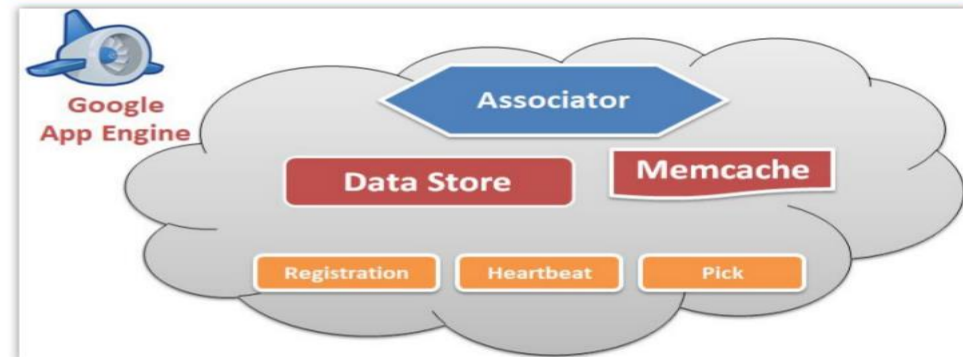 Google
App Engine
Associator
Data Store
Memcache
Registration
Heartbeat
Pick